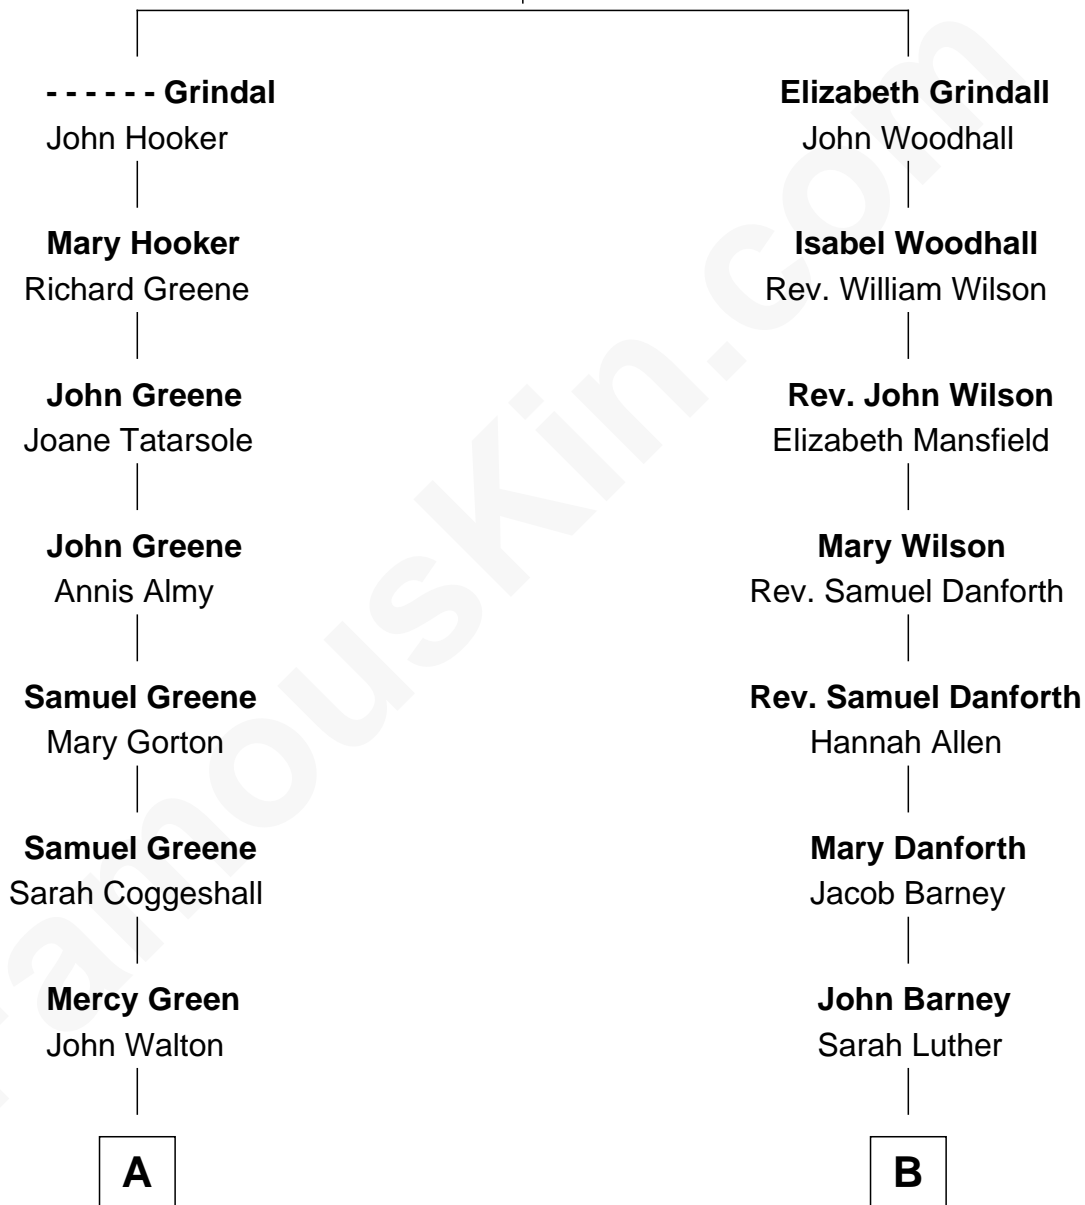 - - - - - - Grindal
John Hooker
Mary Hooker
Richard Greene
John Greene
Joane Tatarsole
John Greene
Annis Almy
Samuel Greene
Mary Gorton
Samuel Greene
Sarah Coggeshall
Mercy Green
John Walton
A
Elizabeth Grindall
John Woodhall
Isabel Woodhall
Rev. William Wilson
Rev. John Wilson
Elizabeth Mansfield
Mary Wilson
Rev. Samuel Danforth
Rev. Samuel Danforth
Hannah Allen
Mary Danforth
Jacob Barney
John Barney
Sarah Luther
B
FamousKin.com